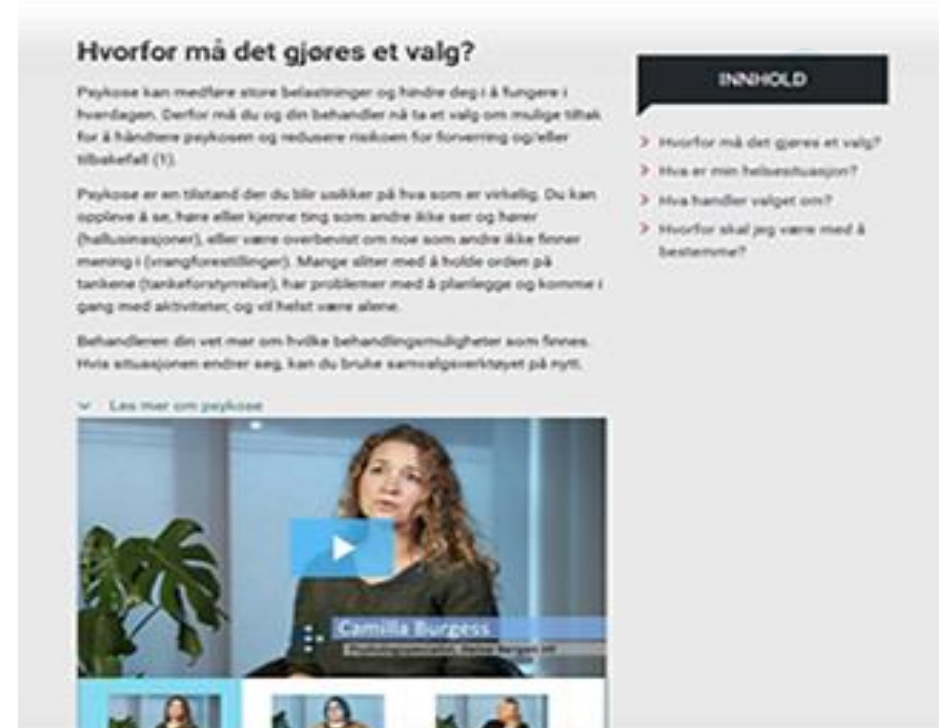 Hvorfor må det gjøres et valg?
Psykose kan medføre store belastninger og hindre deg i å fungere i
hverdagen. Derfor må du og din behandler nå ta et valg om mulige tiltak
for å håndtere psykosen og redusere risikoen for forverring og/eller
tilbakefall (1).
Psykose er en tilstand der du blir usikker på hva som er virkelig. Du kan
oppleve å se, høre eller kjenne ting som andre ikke ser og hører
(hallusinasjoner), eller være overbevist om noe som andre ikke finner
mening i (vrangforestillinger). Mange sliter med å holde orden på
tankene (tankeforstyrrelse), har problemer med å planlegge og komme i
gang med aktiviteter, og vil helst være alene.
Behandleren din vet mer om hvilke behandlingsmuligheter som finnes.
Hvis situasjonen endrer seg, kan du bruke samvalgsverktøyet på nytt.
Les mer om psykose
Camilla Burgess
Psykologspesialist, Helse Bergen HF
INNHOLD
Hvorfor må det gjøres et valg?
Hva er min helsesituasjon?
Hva handler valget om?
Hvorfor skal jeg være med å
bestemme?